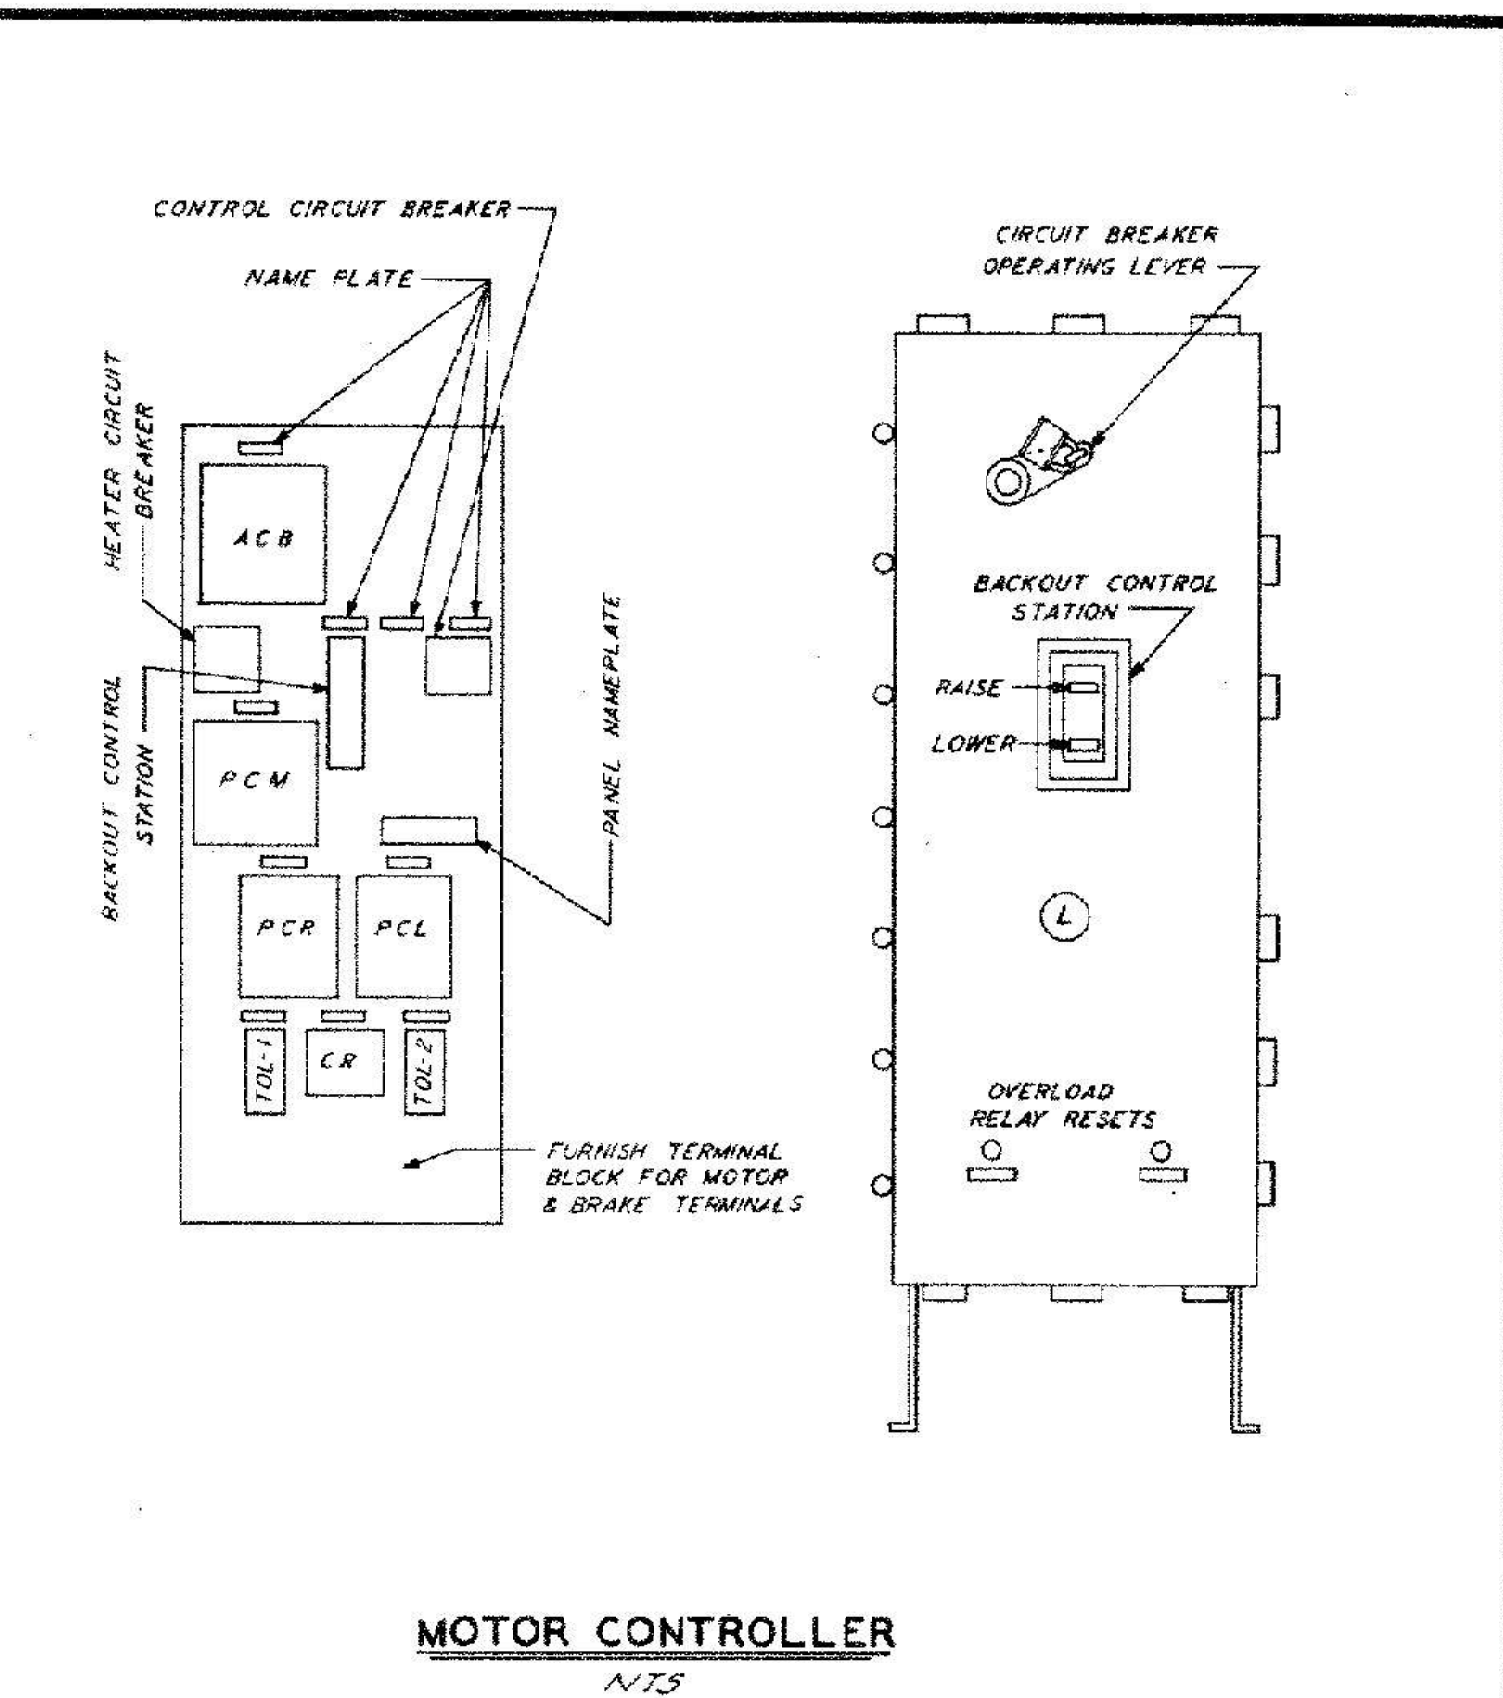 CONTROL CIRCUIT BREAKER
NAME PLATE
HEATER CIRCUIT
BREAKER
ACB
BACKOUT CONTROL
STATION
PCM
PANEL NAMEPLATE
PCR
PCL
TOL-1
CR
TOL-2
FURNISH TERMINAL
BLOCK FOR MOTOR
& BRAKE TERMINALS
CIRCUIT BREAKER
OPERATING LEVER
BACKOUT CONTROL
STATION
RAISE
LOWER
L
OVERLOAD
RELAY RESETS
MOTOR CONTROLLER
NTS